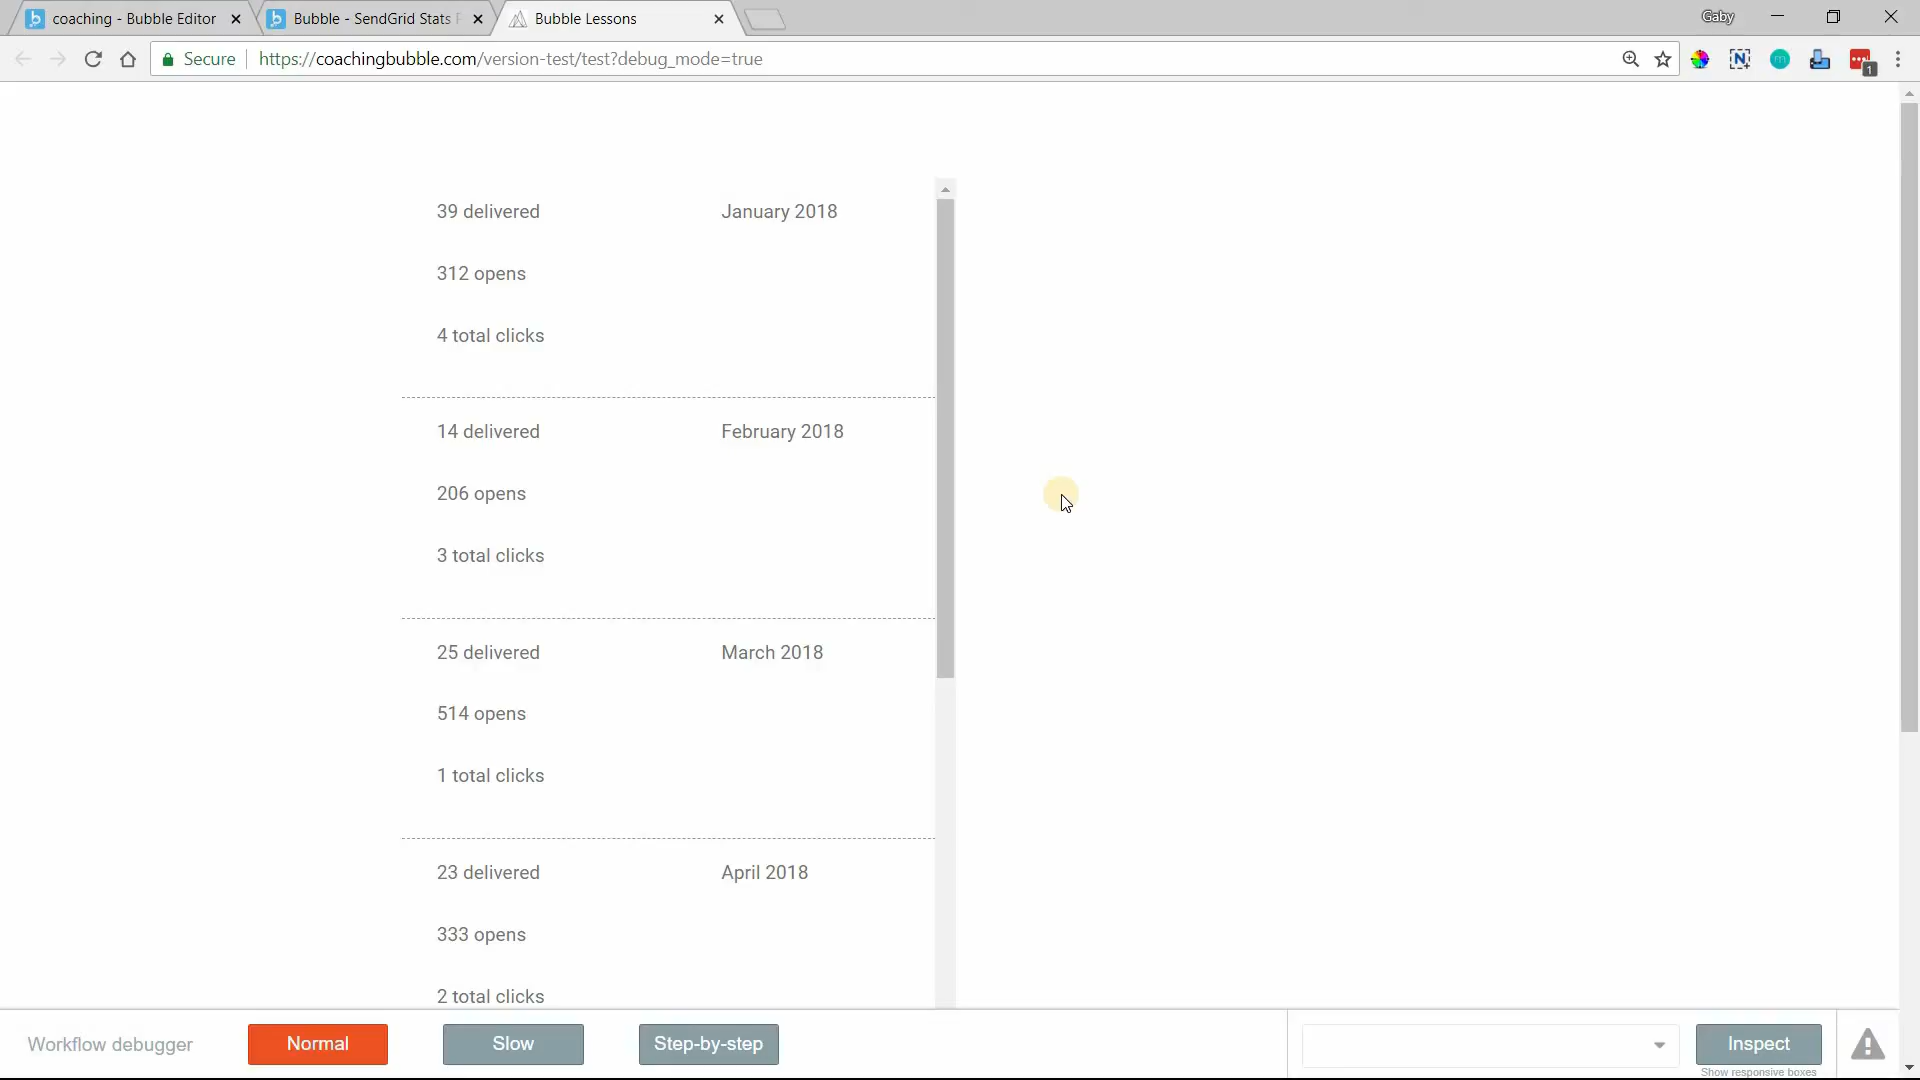 coaching - Bubble Editor
Bubble - SendGrid Stats
Bubble Lessons
Gaby
Secure
https://coachingbubble.com/version-test/test?debug_mode=true
N
m
1
39 delivered January 2018
312 opens
4 total clicks
14 delivered February 2018
206 opens
3 total clicks
25 delivered March 2018
514 opens
1 total clicks
23 delivered April 2018
333 opens
2 total clicks
Workflow debugger Normal Slow Step-by-step Inspect
Show responsive boxes